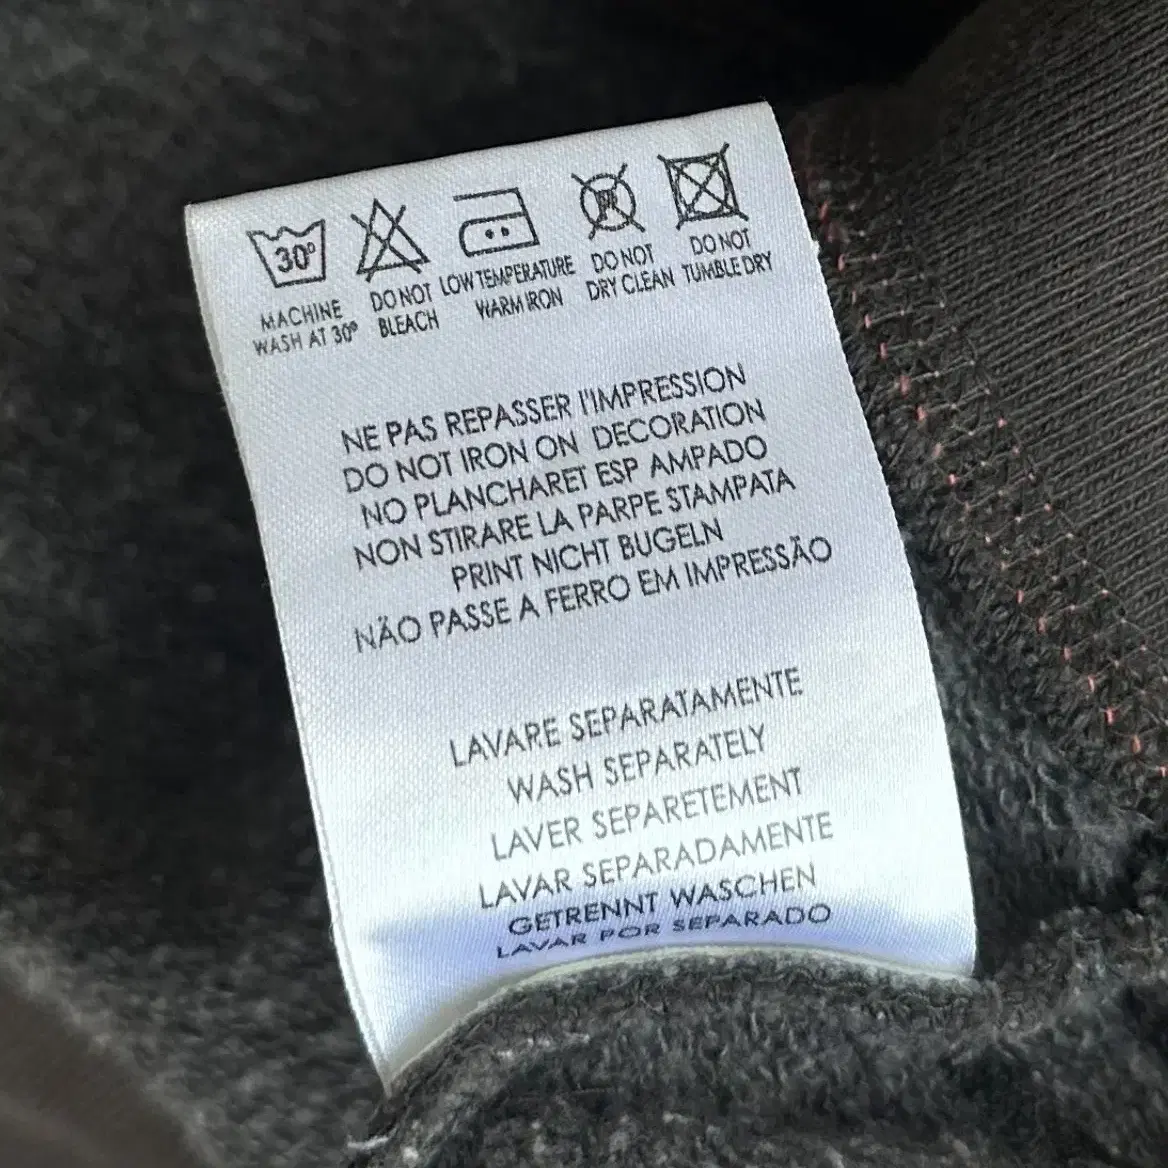 30°
MACHINE
WASH AT 30°
DO NOT
BLEACH
LOW TEMPERATURE
WARM IRON
DO NOT
DRY CLEAN
DO NOT
TUMBLE DRY
NE PAS REPASSER l'IMPRESSION
DO NOT IRON ON DECORATION
NO PLANCHARET ESP AMPADO
NON STIRARE LA PARPE STAMPATA
PRINT NICHT BUGELN
NÃO PASSE A FERRO EM IMPRESSÃO
LAVARE SEPARATAMENTE
WASH SEPARATELY
LAVER SEPARETEMENT
LAVAR SEPARADAMENTE
GETRENNT WASCHEN
LAVAR POR SEPARADO